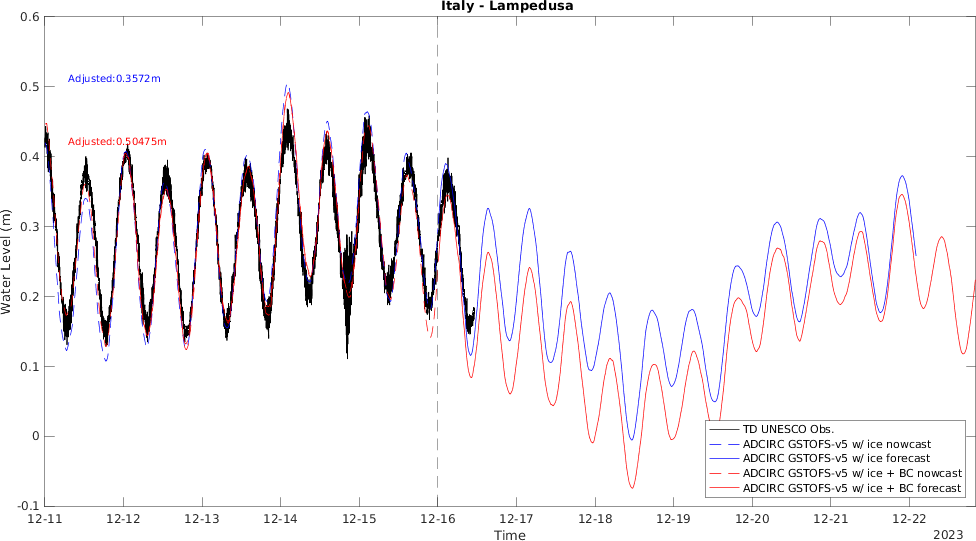 Italy - Lampedusa
0.6
0.5
0.4
0.3
0.2
0.1
0
-0.1
Water Level (m)
Adjusted:0.3572m
Adjusted:0.50475m
TD UNESCO Obs.
ADCIRC GSTOFS-v5 w/ ice nowcast
ADCIRC GSTOFS-v5 w/ ice forecast
ADCIRC GSTOFS-v5 w/ ice + BC nowcast
ADCIRC GSTOFS-v5 w/ ice + BC forecast
12-11 12-12 12-13 12-14 12-15 12-16 12-17 12-18 12-19 12-20 12-21 12-22
Time
2023